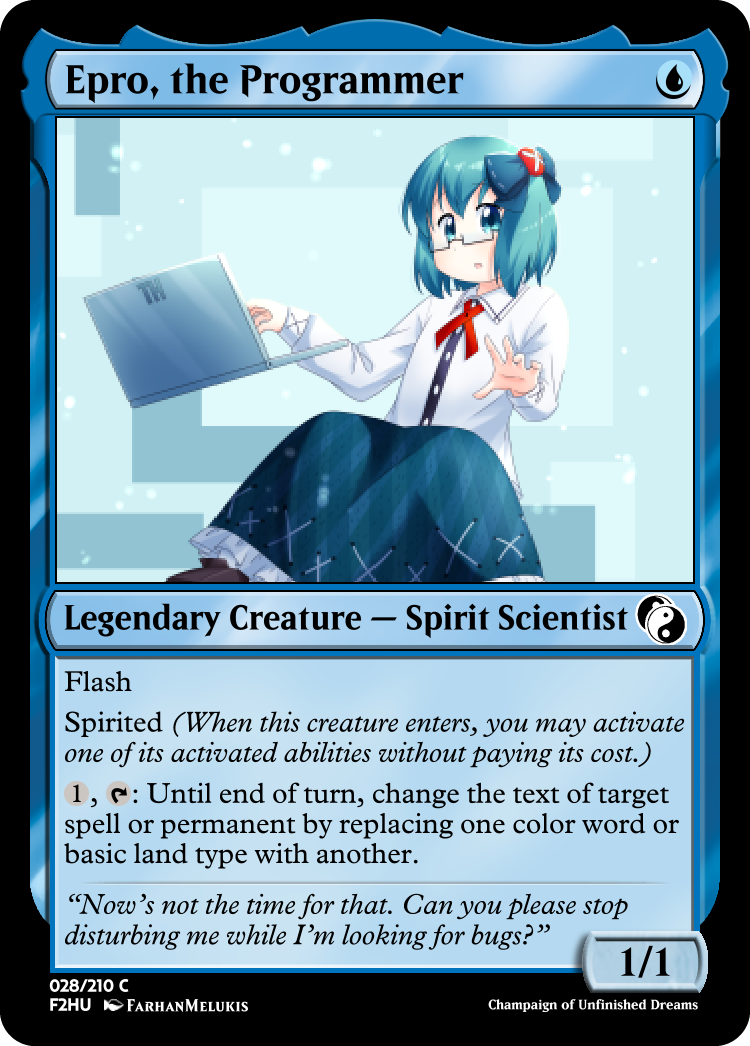 Epro, the Programmer
TH
Legendary Creature — Spirit Scientist
Flash
Spirited (When this creature enters, you may activate
one of its activated abilities without paying its cost.)
1, : Until end of turn, change the text of target
spell or permanent by replacing one color word or
basic land type with another.
“Now’s not the time for that. Can you please stop
disturbing me while I’m looking for bugs?”
1/1
028/210 C
F2HU FarhanMelukis
Champaign of Unfinished Dreams